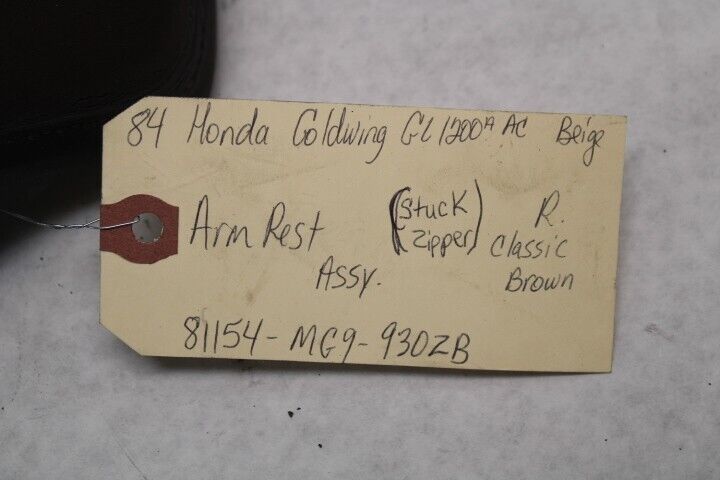 84 Honda Goldwing GL1200A AC Beige
Arm Rest Assy.
(Stuck Zipper)
R. Classic Brown
81154-MG9-930ZB